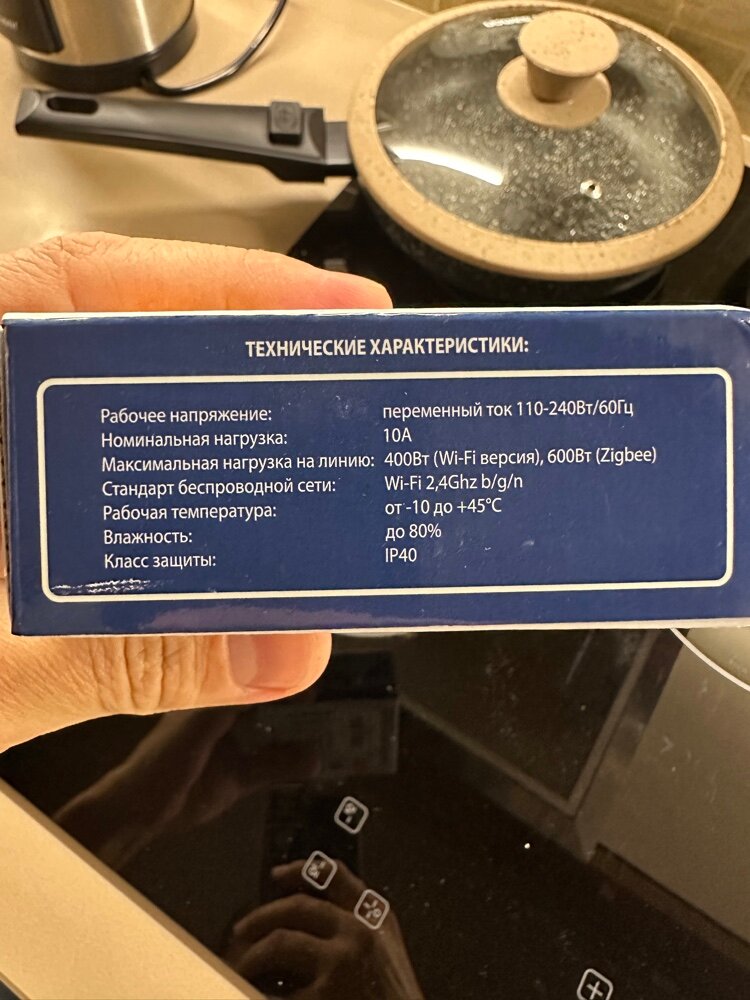 ТЕХНИЧЕСКИЕ ХАРАКТЕРИСТИКИ:
Рабочее напряжение: переменный ток 110-240Вт/60Гц
Номинальная нагрузка: 10А
Максимальная нагрузка на линию: 400Вт (Wi-Fi версия), 600Вт (Zigbee)
Стандарт беспроводной сети: Wi-Fi 2,4Ghz b/g/n
Рабочая температура: от -10 до +45°C
Влажность: до 80%
Класс защиты: IP40